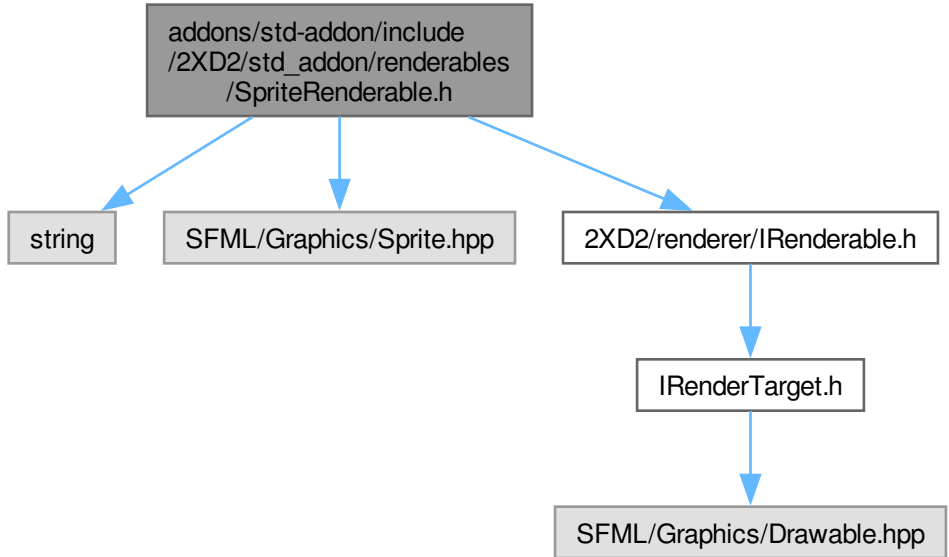 addons/std-addon/include
/2XD2/std_addon/renderables
/SpriteRenderable.h
string
SFML/Graphics/Sprite.hpp
2XD2/renderer/IRenderable.h
IRenderTarget.h
SFML/Graphics/Drawable.hpp